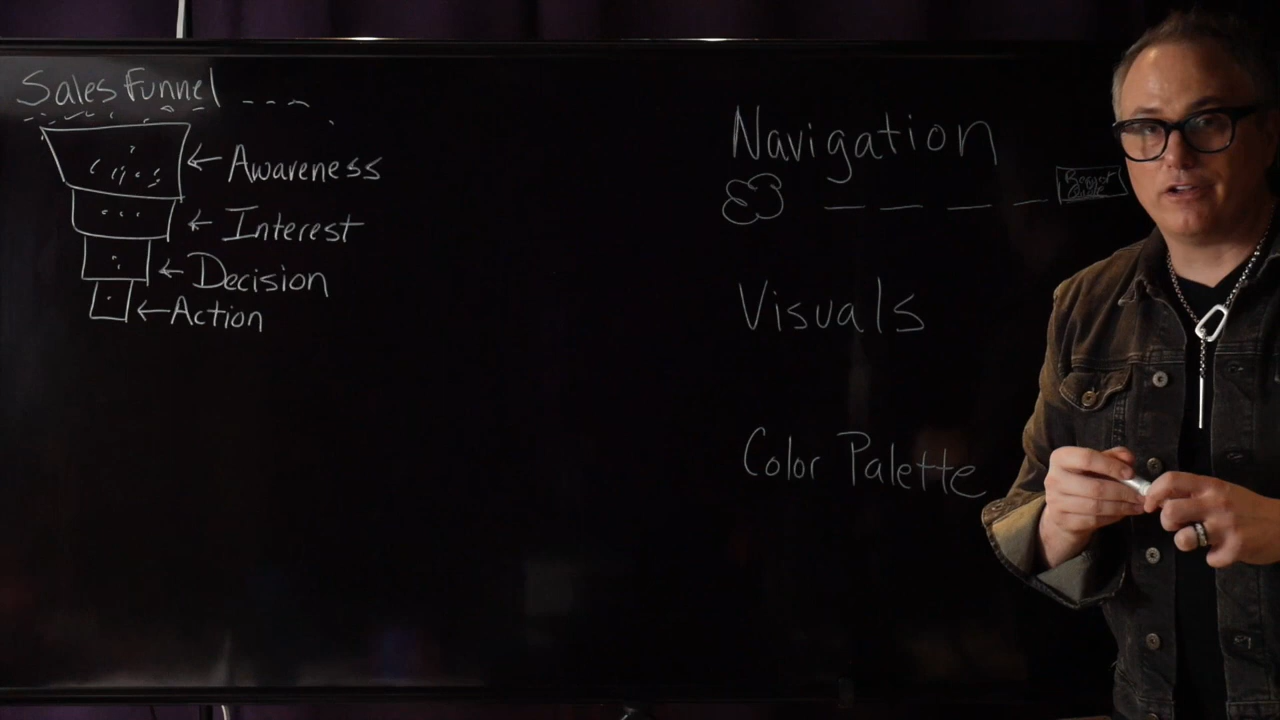 Sales Funnel
Awareness
Interest
Decision
Action
Navigation
Visuals
Color Palette